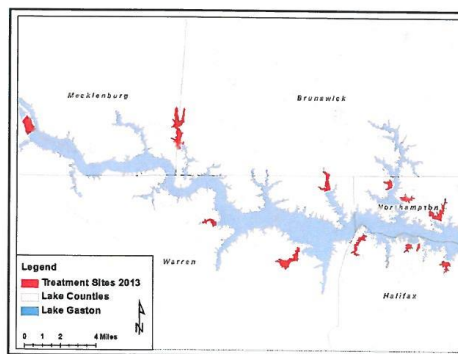 Mecklenburg
Brunswick
Northampton
Warren
Halifax
Legend
Treatment Sites 2013
Lake Counties
Lake Gaston
0 1 2 4 Miles
N